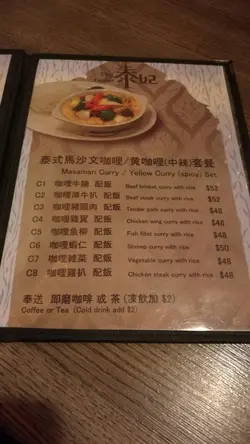 泰妃
泰式馬沙文咖喱/黄咖喱(中辣)套餐
Masaman Curry / Yellow Curry (spicy) Set
C1 咖喱牛腩 配飯 Beef brisket curry with rice $52
C2 咖喱薄牛扒 配飯 Beef steak curry with rice $52
C3 咖喱豬頸肉 配飯 Tender pork curry with rice $48
C4 咖喱雞翼 配飯 Chicken wing curry with rice $48
C5 咖喱魚柳 配飯 Fish fillet curry with rice $48
C6 咖喱蝦仁 配飯 Shrimp curry with rice $50
C7 咖喱雜菜 配飯 Vegetable curry with rice $48
C8 咖喱雞扒 配飯 Chicken steak curry with rice $48
奉送 即磨咖啡 或 茶 (凍飲加 $2)
Coffee or Tea (Cold drink add $2)